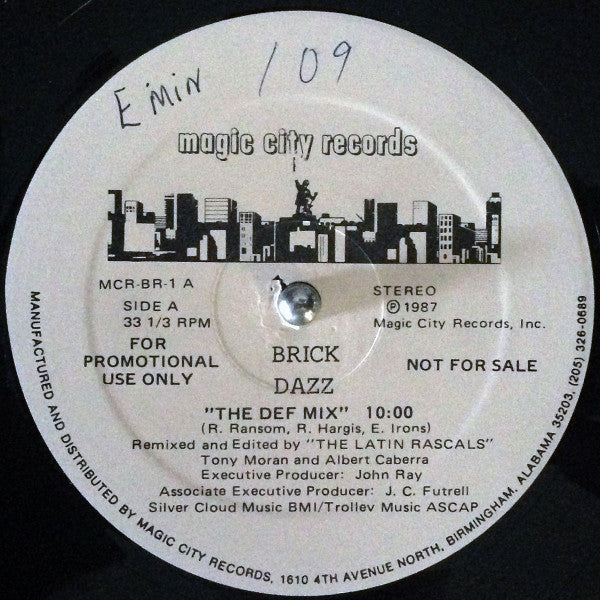 E min 109
magic city records
MCR-BR-1 A
SIDE A
33 1/3 RPM
FOR
PROMOTIONAL
USE ONLY
STEREO
Ⓟ 1987
Magic City Records, Inc.
NOT FOR SALE
BRICK
DAZZ
"THE DEF MIX" 10:00
(R. Ransom, R. Hargis, E. Irons)
Remixed and Edited by "THE LATIN RASCALS"
Tony Moran and Albert Caberra
Executive Producer: John Ray
Associate Executive Producer: J. C. Futrell
Silver Cloud Music BMI/Trollev Music ASCAP
MANUFACTURED AND DISTRIBUTED BY MAGIC CITY RECORDS, 1610 4TH AVENUE NORTH, BIRMINGHAM, ALABAMA 35203, (205) 326-0689